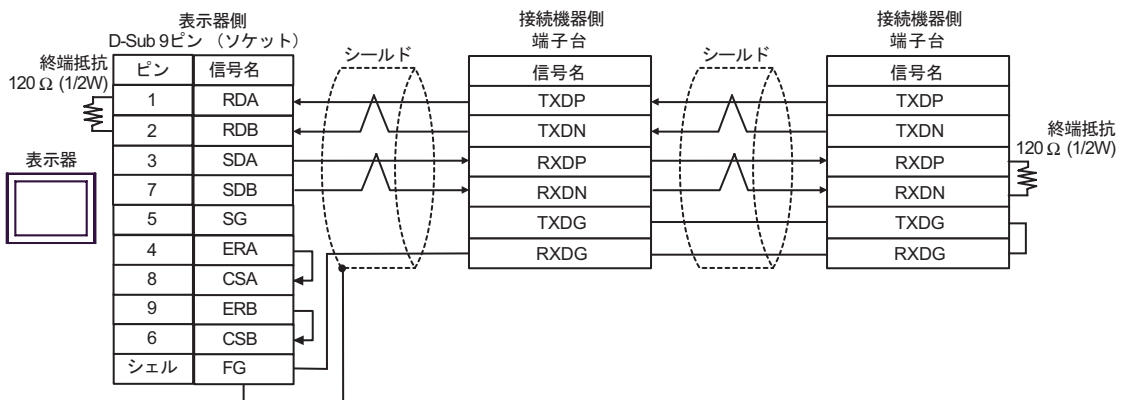 表示器側
D-Sub 9ピン （ソケット）
終端抵抗
120 Ω (1/2W)
ピン 信号名
1 RDA
2 RDB
3 SDA
7 SDB
5 SG
4 ERA
8 CSA
9 ERB
6 CSB
シェル FG
表示器
シールド
接続機器側
端子台
信号名
TXDP
TXDN
RXDP
RXDN
TXDG
RXDG
シールド
接続機器側
端子台
信号名
TXDP
TXDN
RXDP
RXDN
TXDG
RXDG
終端抵抗
120 Ω (1/2W)